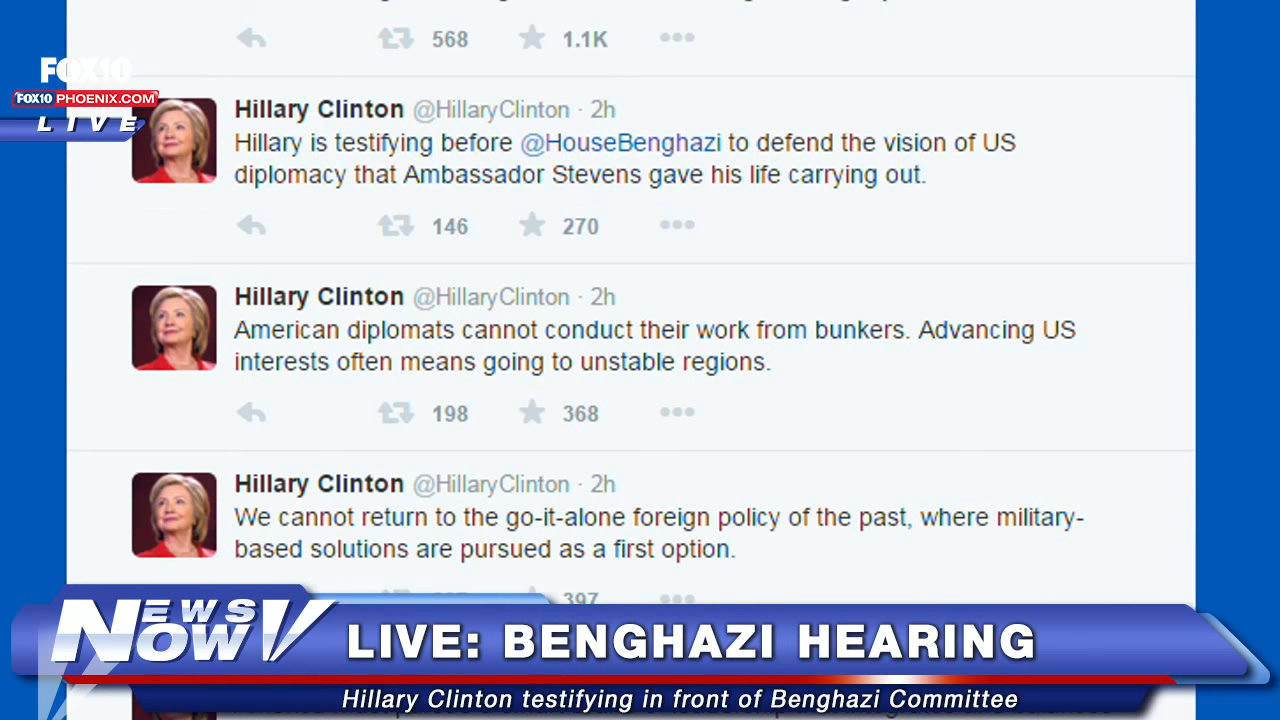 568 1.1K
FOX10
FOX10 PHOENIX.COM
LIVE
Hillary Clinton @HillaryClinton · 2h
Hillary is testifying before @HouseBenghazi to defend the vision of US
diplomacy that Ambassador Stevens gave his life carrying out.
146 270
Hillary Clinton @HillaryClinton · 2h
American diplomats cannot conduct their work from bunkers. Advancing US
interests often means going to unstable regions.
198 368
Hillary Clinton @HillaryClinton · 2h
We cannot return to the go-it-alone foreign policy of the past, where military-
based solutions are pursued as a first option.
397
NEWS
NOW
LIVE: BENGHAZI HEARING
Hillary Clinton testifying in front of Benghazi Committee